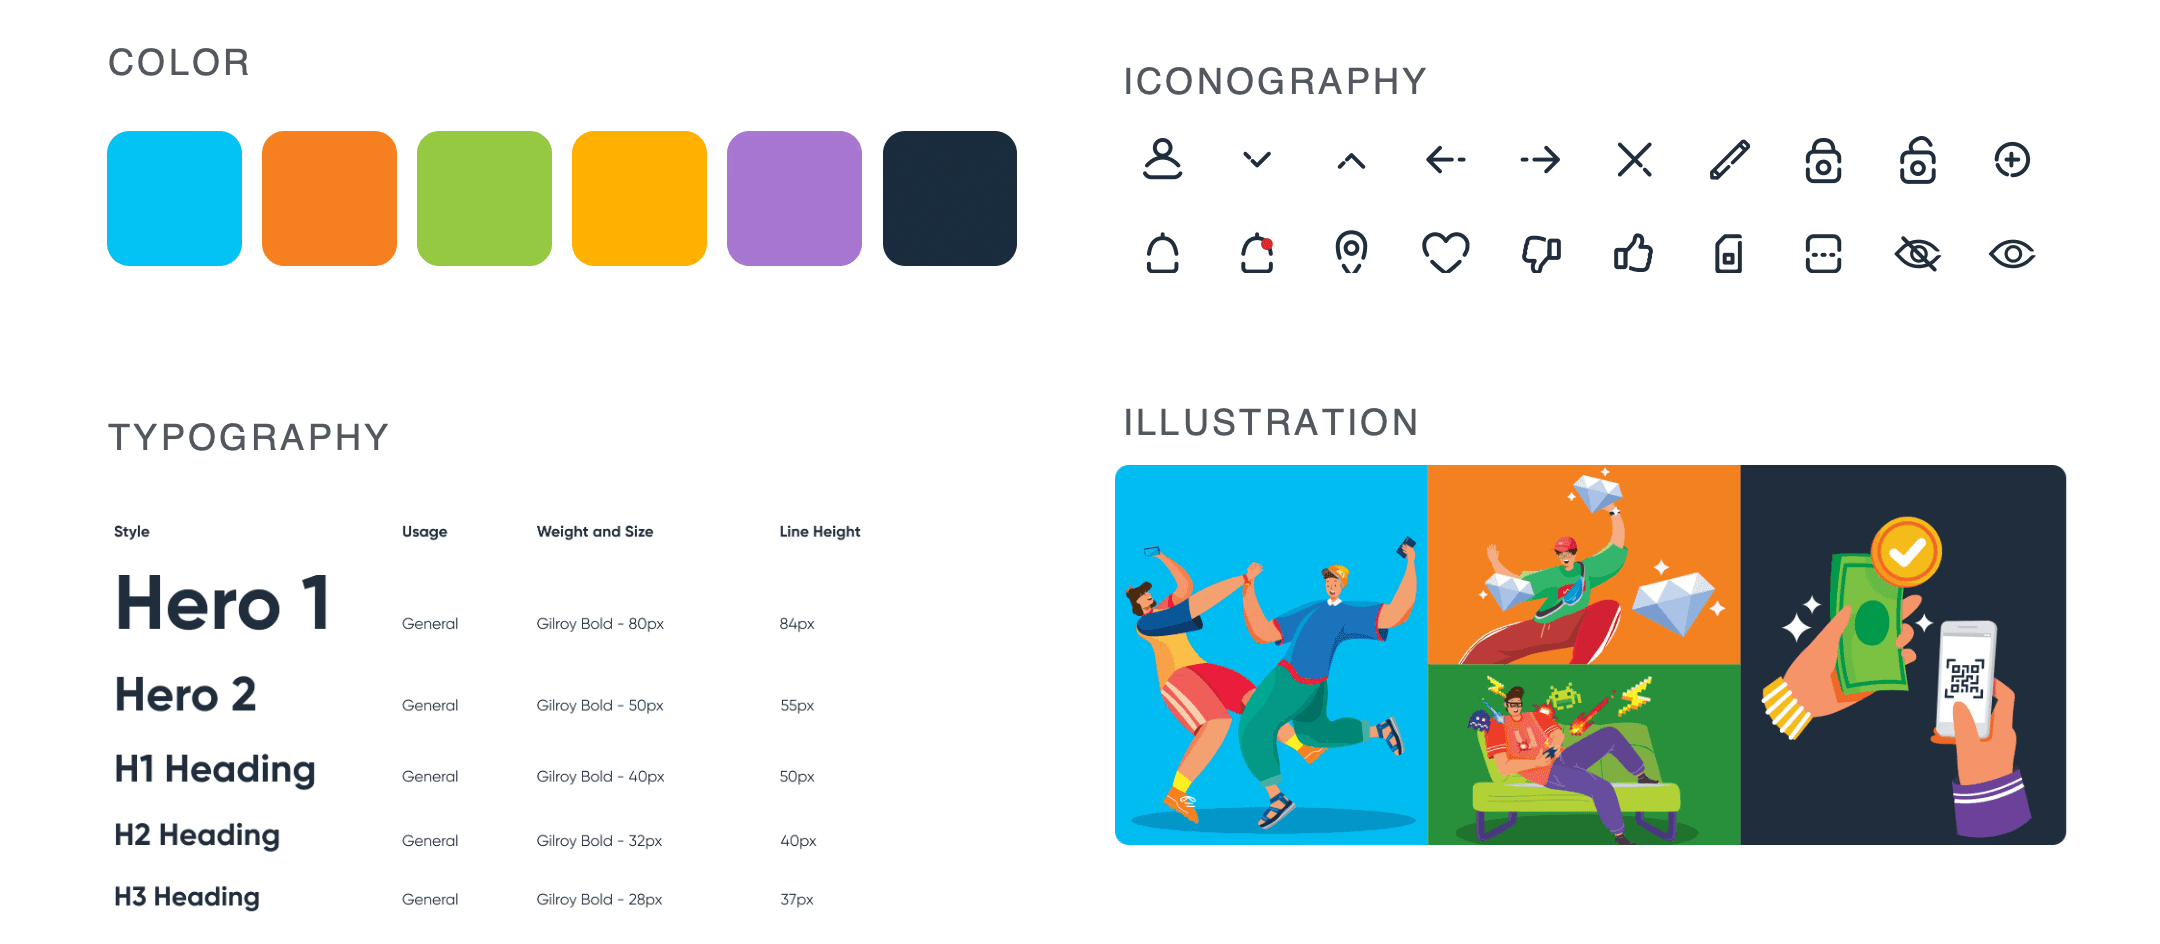 COLOR
ICONOGRAPHY
TYPOGRAPHY
ILLUSTRATION
Style Usage Weight and Size Line Height
Hero 1 General Gilroy Bold - 80px 84px
Hero 2 General Gilroy Bold - 50px 55px
H1 Heading General Gilroy Bold - 40px 50px
H2 Heading General Gilroy Bold - 32px 40px
H3 Heading General Gilroy Bold - 28px 37px